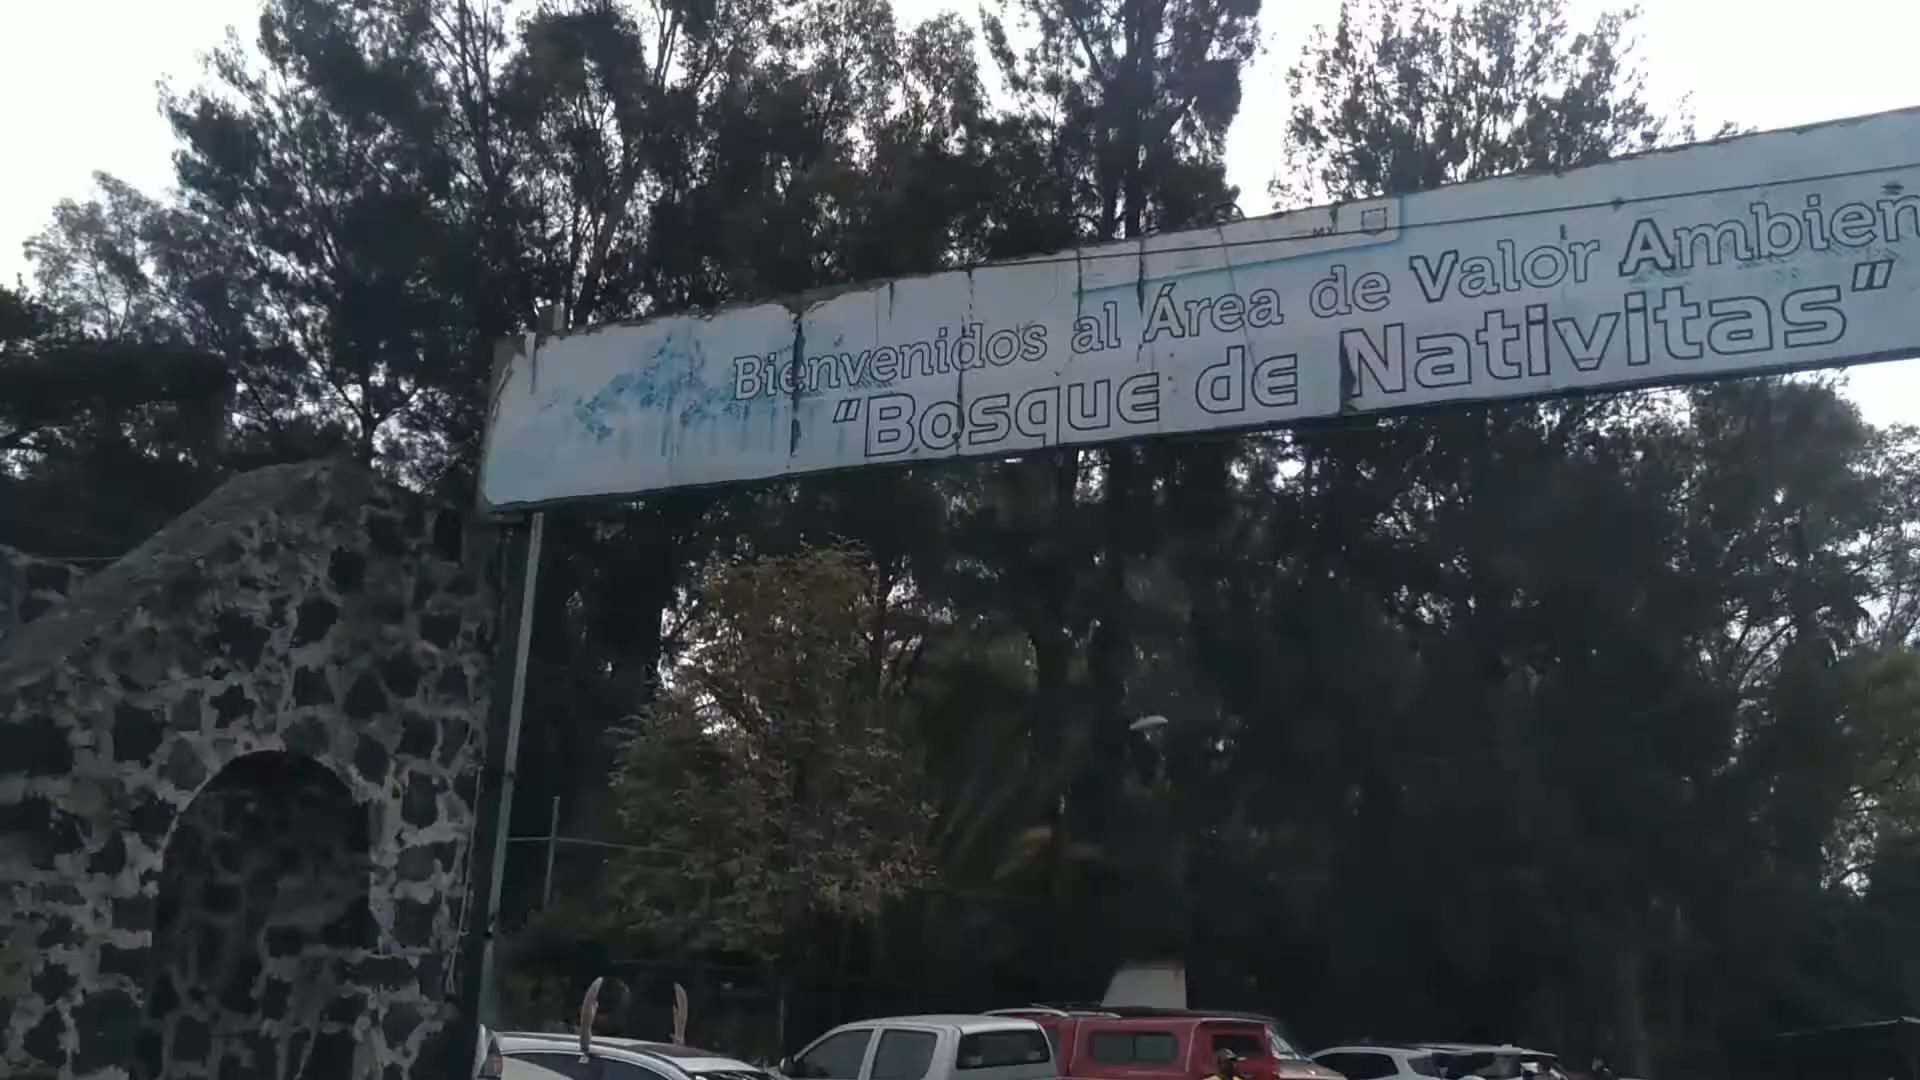 Bienvenidos al Área de Valor Ambien
“Bosque de Nativitas”